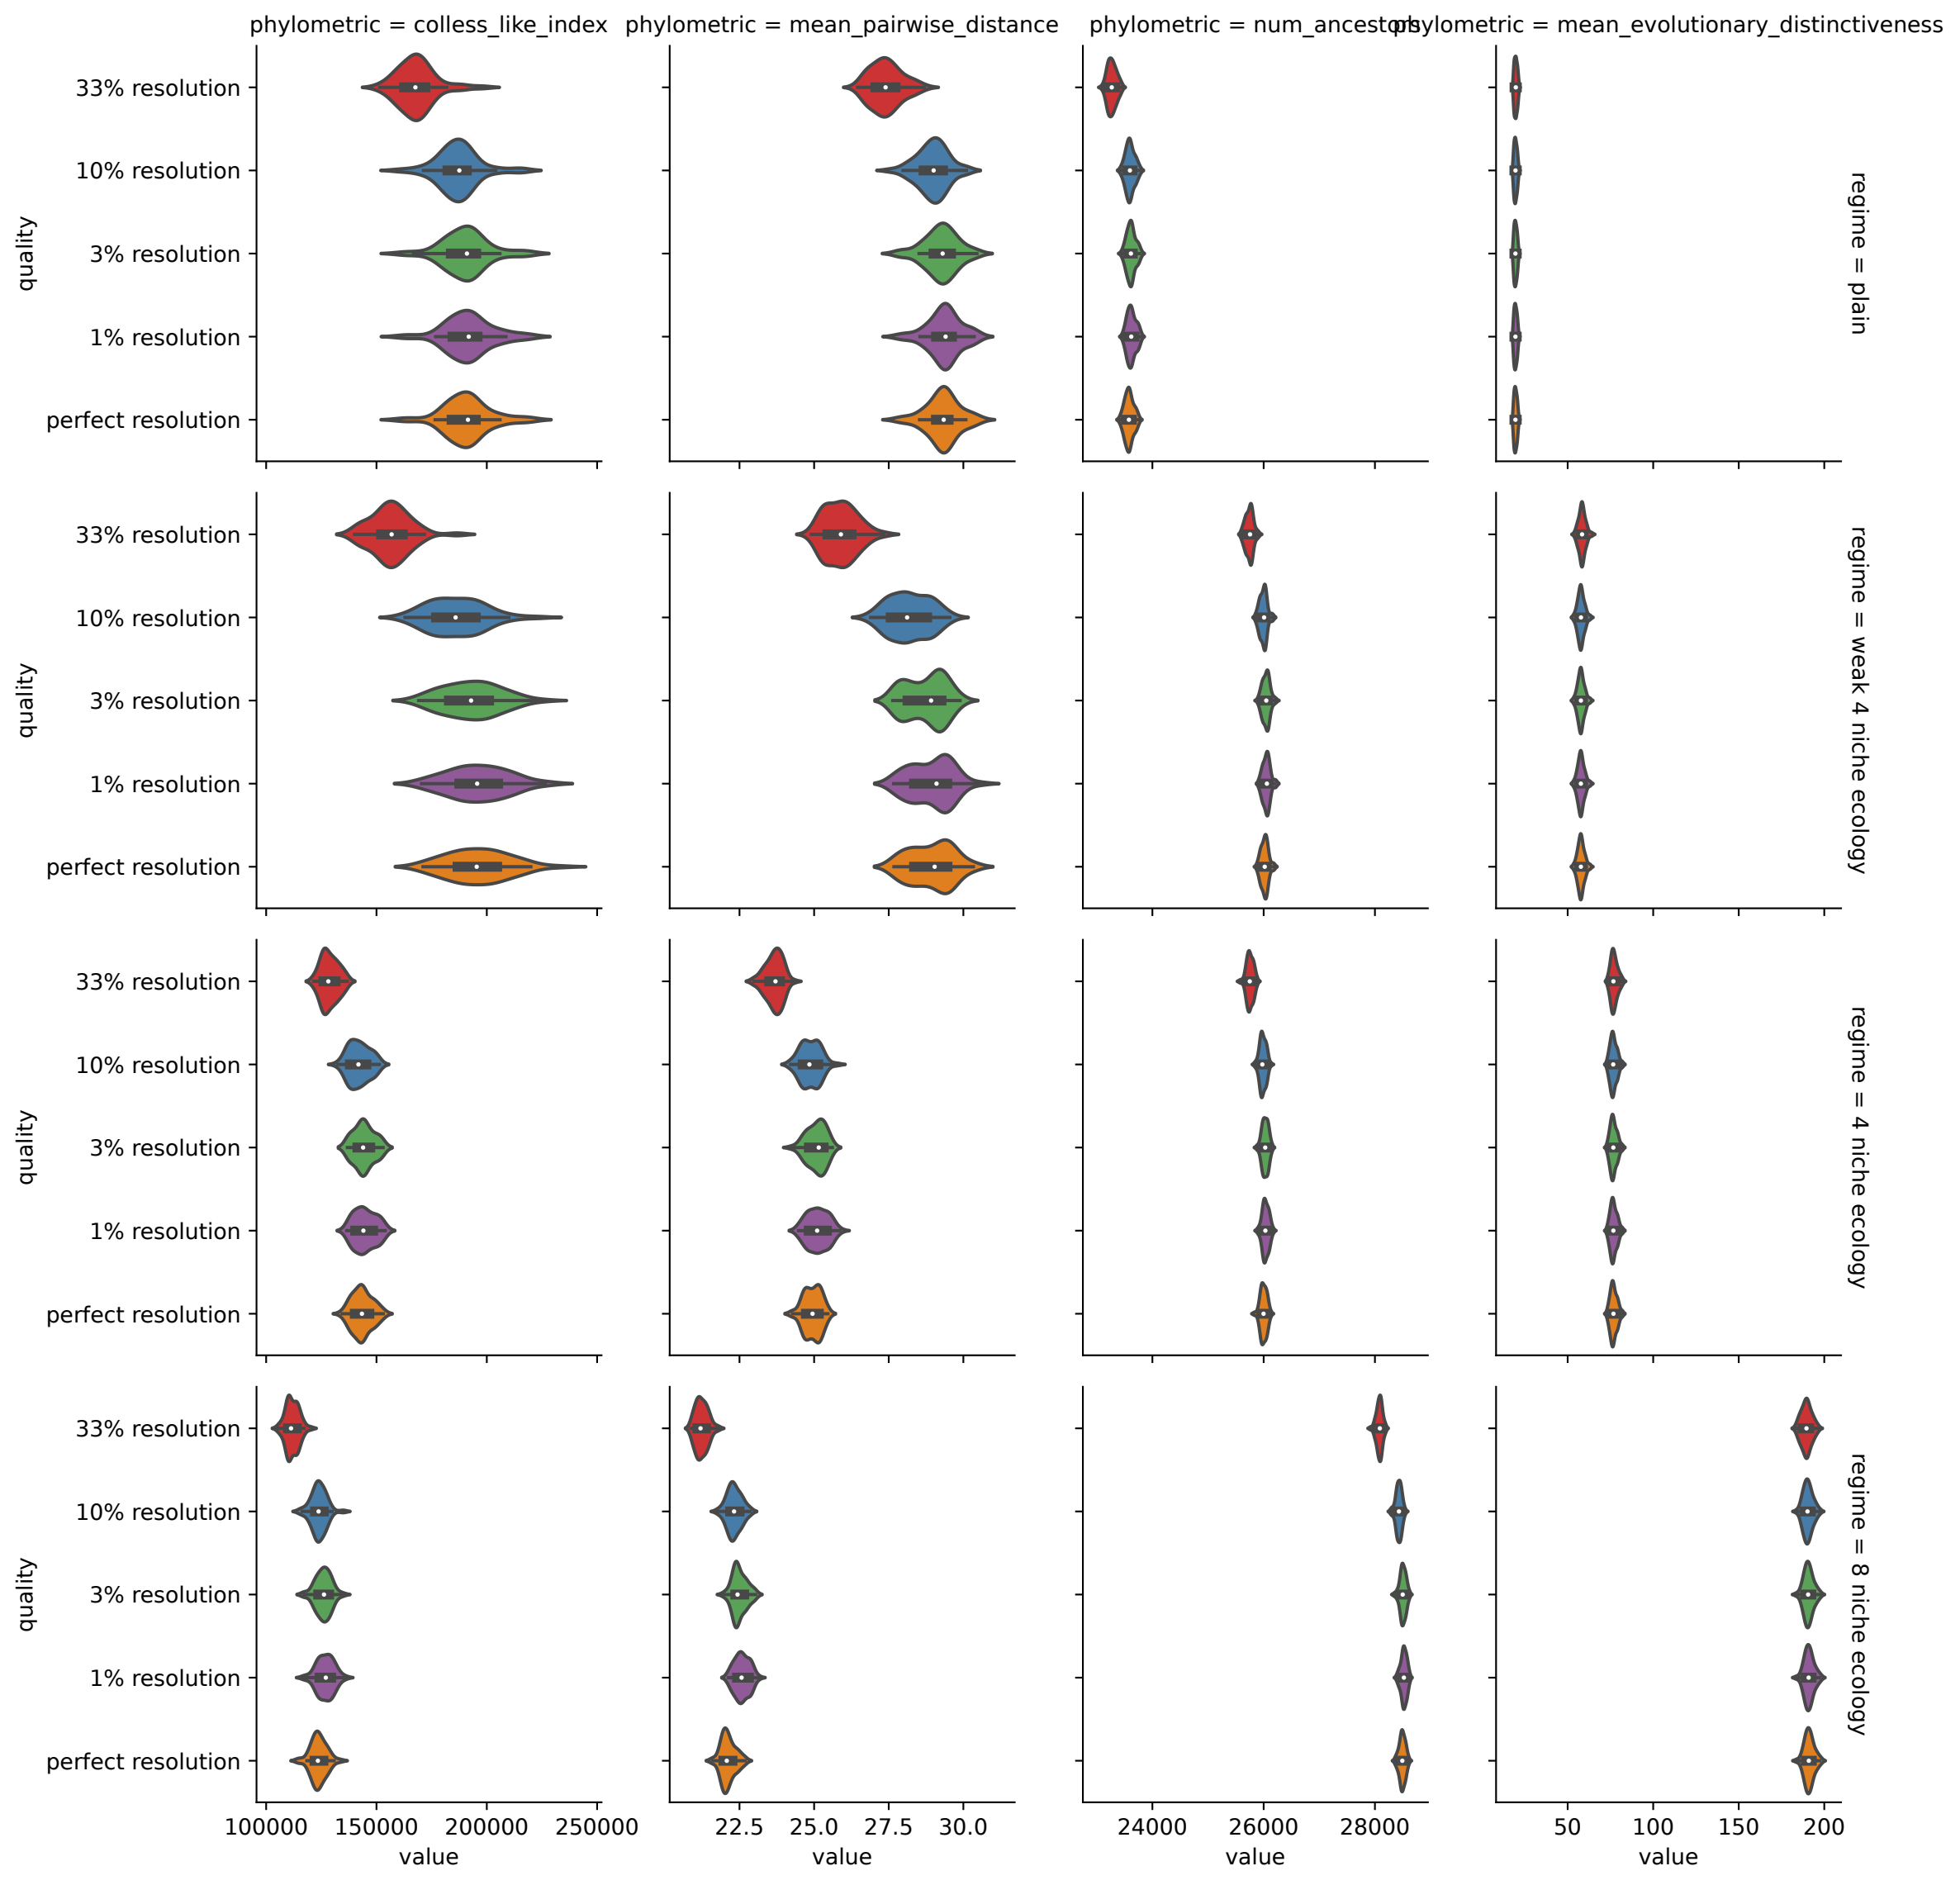 phylometric = colless_like_index
phylometric = mean_pairwise_distance
phylometric = num_ancestors
phylometric = mean_evolutionary_distinctiveness
quality
33% resolution
10% resolution
3% resolution
1% resolution
perfect resolution
regime = plain
quality
33% resolution
10% resolution
3% resolution
1% resolution
perfect resolution
regime = weak 4 niche ecology
quality
33% resolution
10% resolution
3% resolution
1% resolution
perfect resolution
regime = 4 niche ecology
quality
33% resolution
10% resolution
3% resolution
1% resolution
perfect resolution
regime = 8 niche ecology
100000 150000 200000 250000
22.5 25.0 27.5 30.0
24000 26000 28000
50 100 150 200
value
value
value
value